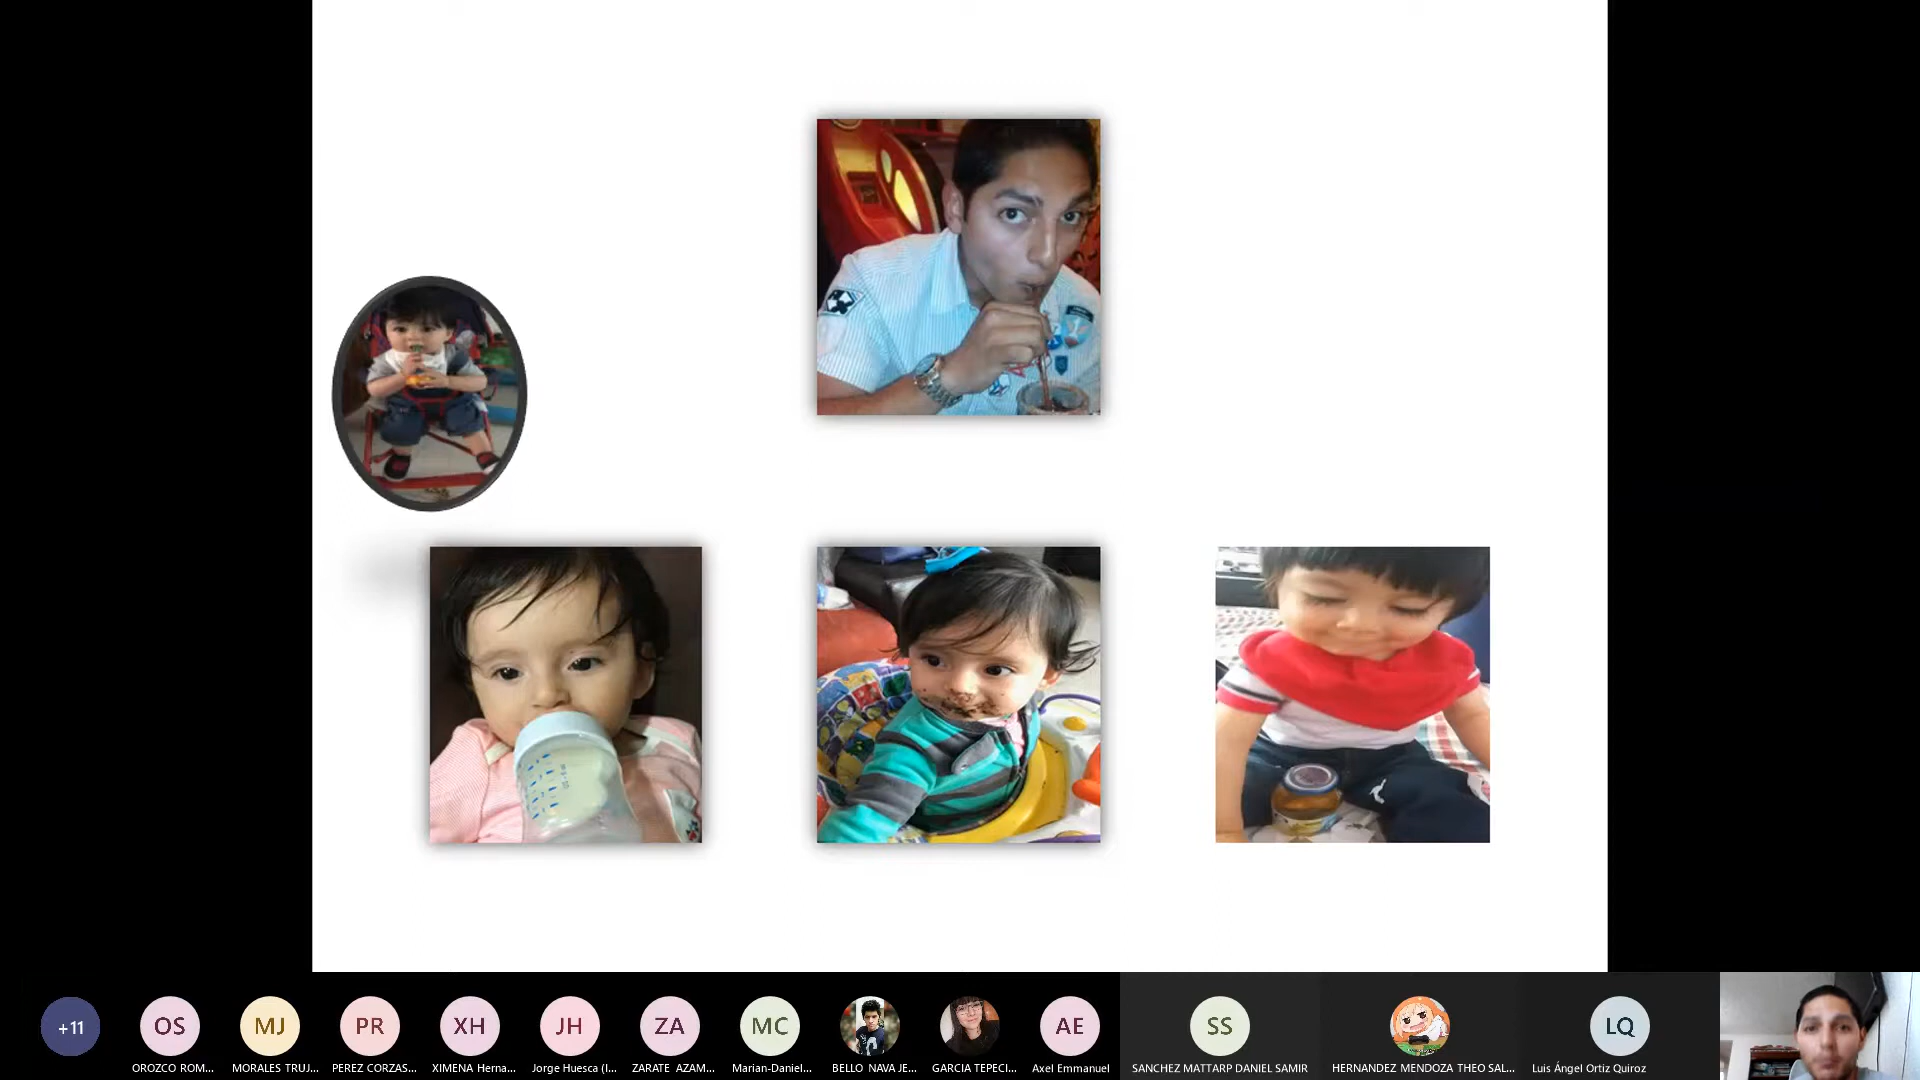 +11
OS
MJ
PR
XH
JH
ZA
MC
AE
SS
LQ
OROZCO ROM...
MORALES TRUJ...
PEREZ CORZAS...
XIMENA Herna...
Jorge Huesca (I...
ZARATE AZAM...
Marian-Daniel...
BELLO NAVA JE...
GARCIA TEPECI...
Axel Emmanuel
SANCHEZ MATTARP DANIEL SAMIR
HERNANDEZ MENDOZA THEO SAL...
Luis Ángel Ortiz Quiroz